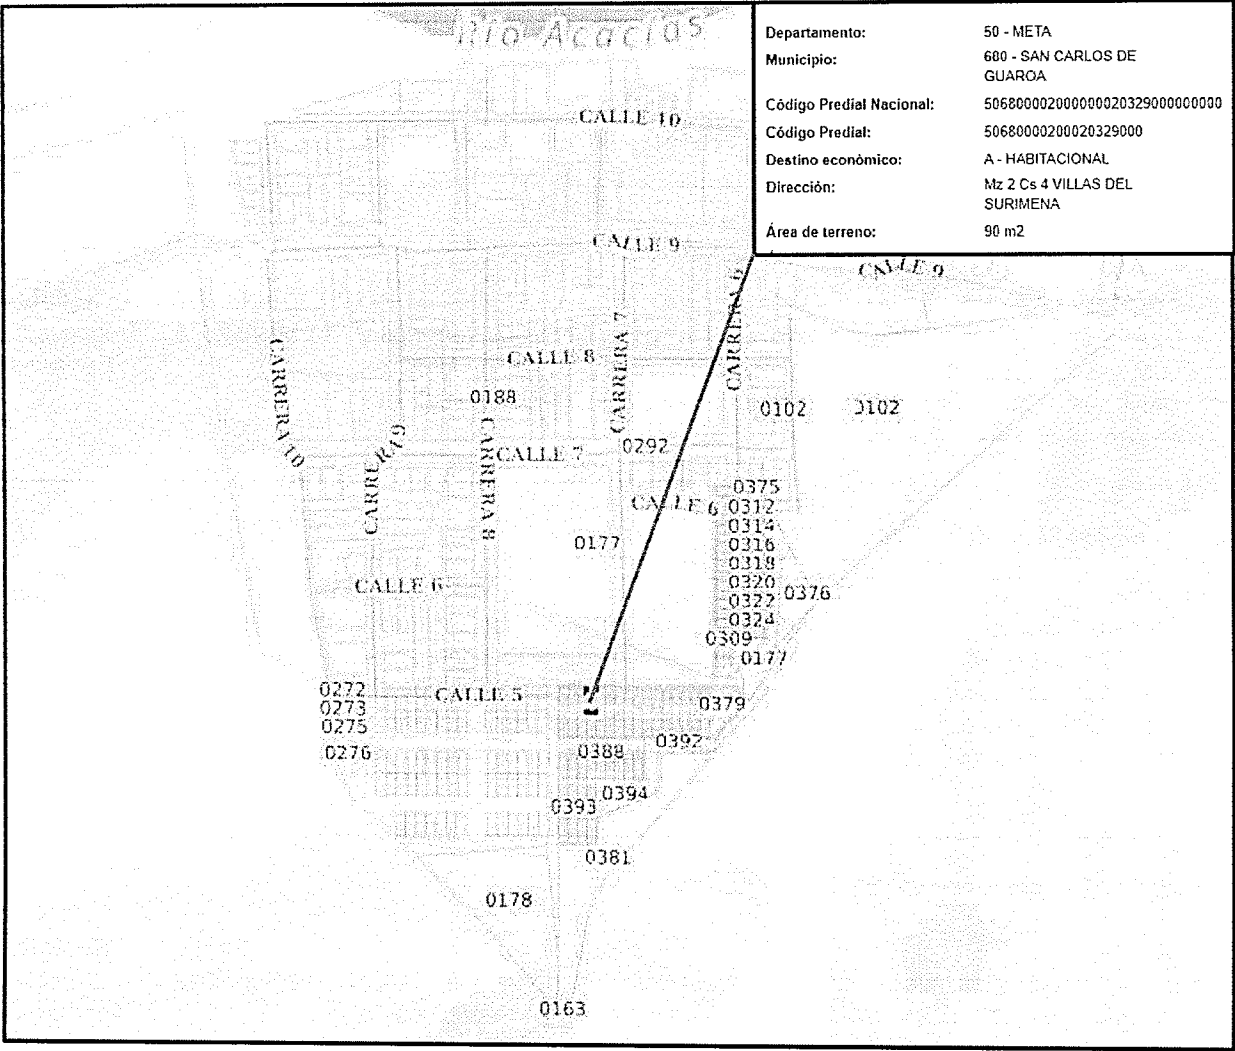 Río Acacías
Departamento: 50 - META
Municipio: 680 - SAN CARLOS DE
GUAROA
Código Predial Nacional: 506800002000000020329000000000
Código Predial: 50680000200020329000
Destino económico: A - HABITACIONAL
Dirección: Mz 2 Cs 4 VILLAS DEL
SURIMENA
Área de terreno: 90 m2
CALLE 10
CALLE 9
CALLE 9
CARRERA 6
CARRERA 7
CALLE 8
CARRERA 10
0188
0102
0102
CARRERA 9
CARRERA 8
0292
CALLE 7
0375
CALLE 6
0312
0314
0316
0177
0318
0320
CALLE 6
0376
0322
0324
0309
0177
0272
CALLE 5
0379
0273
0275
0392
0276
0388
0394
0393
0381
0178
0163